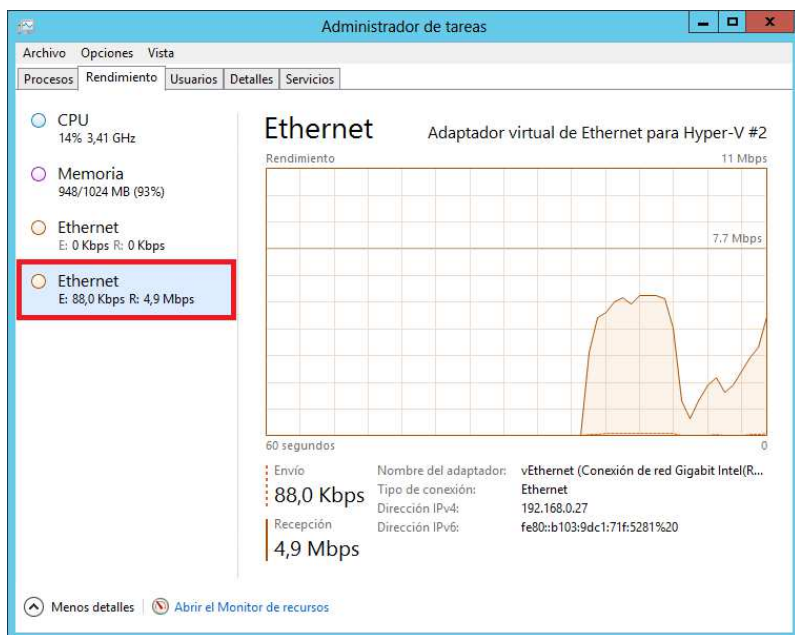 Administrador de tareas
Archivo Opciones Vista
Procesos Rendimiento Usuarios Detalles Servicios
CPU
14% 3,41 GHz
Memoria
948/1024 MB (93%)
Ethernet
E: 0 Kbps R: 0 Kbps
Ethernet
E: 88,0 Kbps R: 4,9 Mbps
Ethernet Adaptador virtual de Ethernet para Hyper-V #2
Rendimiento 11 Mbps
7.7 Mbps
60 segundos 0
Envío
88,0 Kbps
Recepción
4,9 Mbps
Nombre del adaptador: vEthernet (Conexión de red Gigabit Intel(R...
Tipo de conexión: Ethernet
Dirección IPv4: 192.168.0.27
Dirección IPv6: fe80::b103:9dc1:71f:5281%20
Menos detalles Abrir el Monitor de recursos